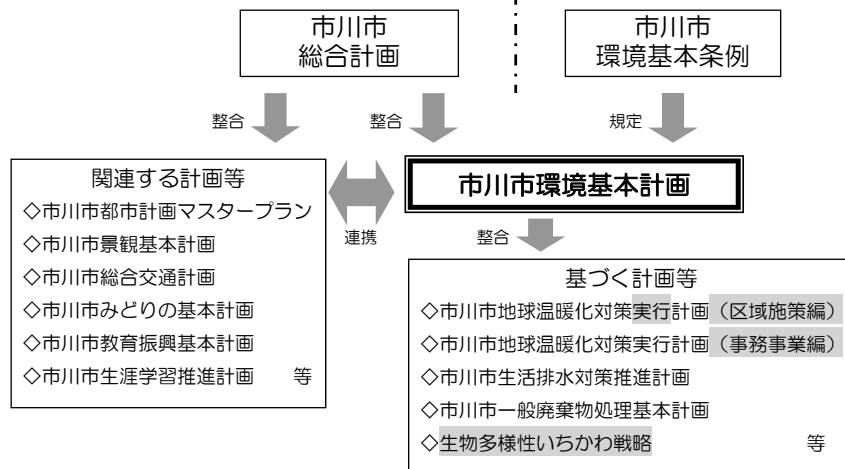 市川市
総合計画
市川市
環境基本条例
整合
整合
規定
関連する計画等
◇市川市都市計画マスタープラン
◇市川市景観基本計画
◇市川市総合交通計画
◇市川市みどりの基本計画
◇市川市教育振興基本計画
◇市川市生涯学習推進計画 等
連携
市川市環境基本計画
整合
基づく計画等
◇市川市地球温暖化対策実行計画(区域施策編)
◇市川市地球温暖化対策実行計画(事務事業編)
◇市川市生活排水対策推進計画
◇市川市一般廃棄物処理基本計画
◇生物多様性いちかわ戦略 等